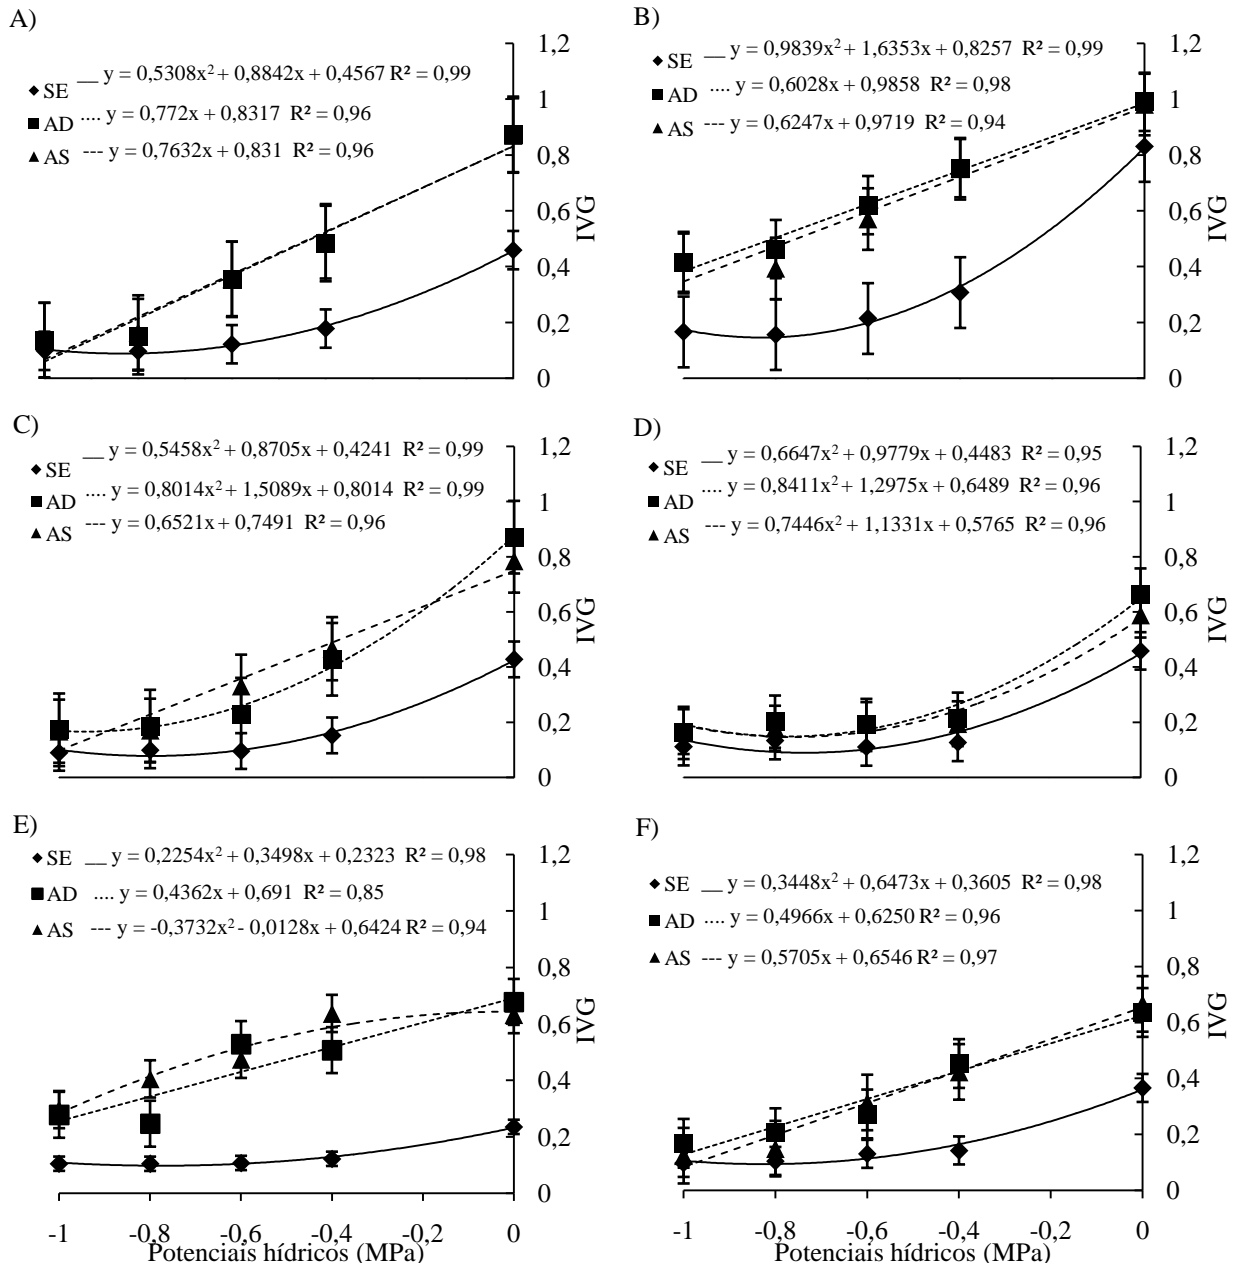 A)
SE __ y = 0,5308x² + 0,8842x + 0,4567 R² = 0,99
AD .... y = 0,772x + 0,8317 R² = 0,96
AS --- y = 0,7632x + 0,831 R² = 0,96
1,2
1
0,8
0,6
0,4
0,2
0
IVG
B)
SE __ y = 0,9839x² + 1,6353x + 0,8257 R² = 0,99
AD .... y = 0,6028x + 0,9858 R² = 0,98
AS --- y = 0,6247x + 0,9719 R² = 0,94
1,2
1
0,8
0,6
0,4
0,2
0
IVG
C)
SE __ y = 0,5458x² + 0,8705x + 0,4241 R² = 0,99
AD .... y = 0,8014x² + 1,5089x + 0,8014 R² = 0,99
AS --- y = 0,6521x + 0,7491 R² = 0,96
1,2
1
0,8
0,6
0,4
0,2
0
IVG
D)
SE __ y = 0,6647x² + 0,9779x + 0,4483 R² = 0,95
AD .... y = 0,8411x² + 1,2975x + 0,6489 R² = 0,96
AS --- y = 0,7446x² + 1,1331x + 0,5765 R² = 0,96
1,2
1
0,8
0,6
0,4
0,2
0
IVG
E)
SE __ y = 0,2254x² + 0,3498x + 0,2323 R² = 0,98
AD .... y = 0,4362x + 0,691 R² = 0,85
AS --- y = -0,3732x² - 0,0128x + 0,6424 R² = 0,94
1,2
1
0,8
0,6
0,4
0,2
0
IVG
-1 -0,8 -0,6 -0,4 -0,2 0
Potenciais hídricos (MPa)
F)
SE __ y = 0,3448x² + 0,6473x + 0,3605 R² = 0,98
AD .... y = 0,4966x + 0,6250 R² = 0,96
AS --- y = 0,5705x + 0,6546 R² = 0,97
1,2
1
0,8
0,6
0,4
0,2
0
IVG
-1 -0,8 -0,6 -0,4 -0,2 0
Potenciais hídricos (MPa)